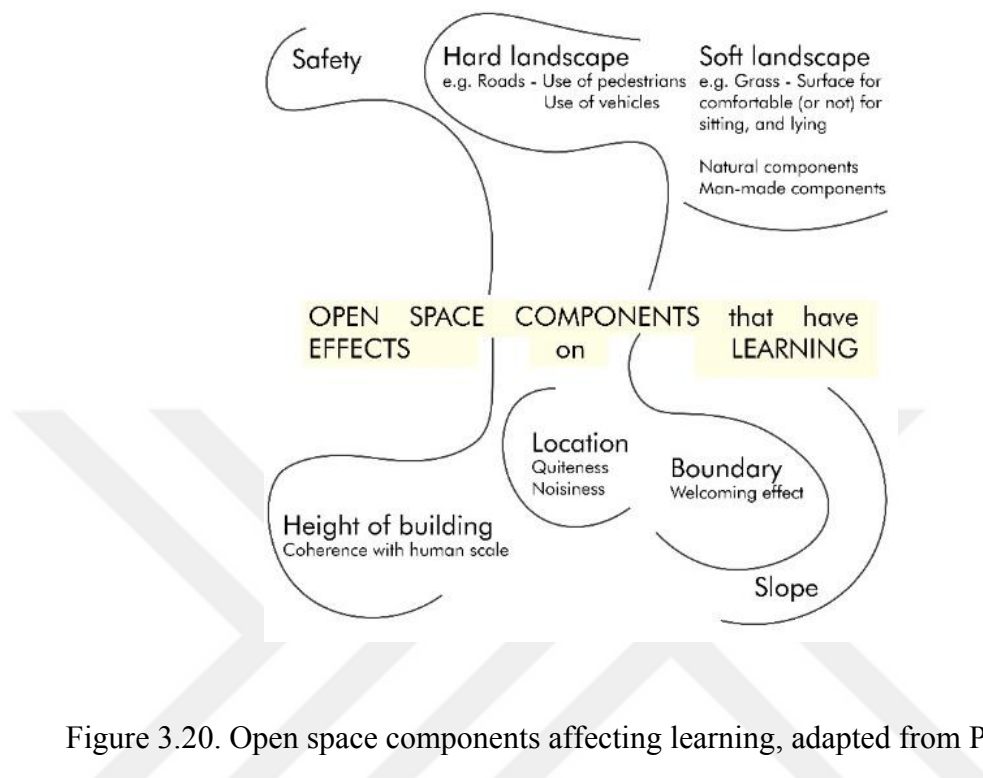 Safety
Hard landscape
e.g. Roads - Use of pedestrians
Use of vehicles
Soft landscape
e.g. Grass - Surface for
comfortable (or not) for
sitting, and lying
Natural components
Man-made components
OPEN SPACE COMPONENTS that have
EFFECTS on LEARNING
Location
Quiteness
Noisiness
Boundary
Welcoming effect
Height of building
Coherence with human scale
Slope
Figure 3.20. Open space components affecting learning, adapted from P